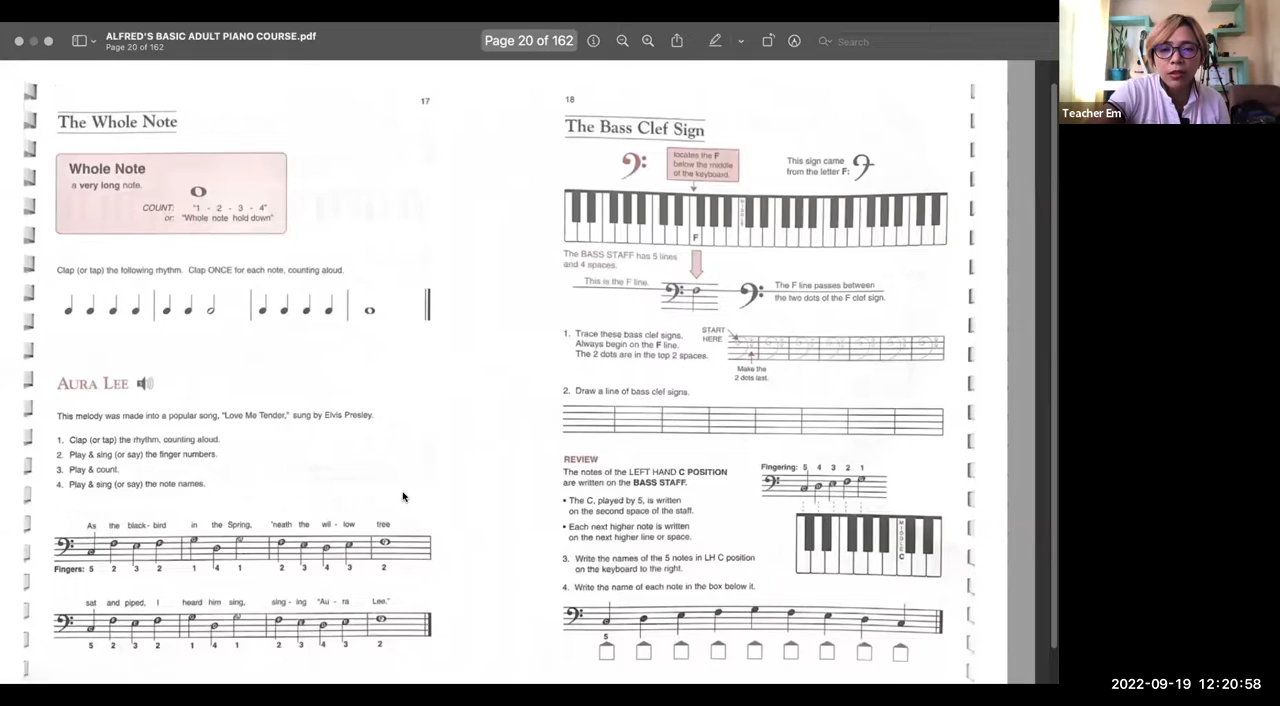 ALFRED'S BASIC ADULT PIANO COURSE.pdf
Page 20 of 162
Page 20 of 162
Search
Teacher Em
17
The Whole Note
Whole Note
a very long note.
COUNT: "1 - 2 - 3 - 4"
or: "Whole note hold down"
Clap (or tap) the following rhythm. Clap ONCE for each note, counting aloud.
AURA LEE
This melody was made into a popular song, "Love Me Tender," sung by Elvis Presley.
1. Clap (or tap) the rhythm, counting aloud.
2. Play & sing (or say) the finger numbers.
3. Play & count.
4. Play & sing (or say) the note names.
As the black - bird in the Spring, 'neath the wil - low tree
Fingers: 5 2 3 2 1 4 1 2 3 4 3 2
sat and piped, I heard him sing, sing - ing "Au - ra Lee."
5 2 3 2 1 4 1 2 3 4 3 2
18
The Bass Clef Sign
locates the F
below the middle
of the keyboard.
This sign came
from the letter F:
F
The BASS STAFF has 5 lines
and 4 spaces.
This is the F line.
The F line passes between
the two dots of the F clef sign.
1. Trace these bass clef signs.
Always begin on the F line.
The 2 dots are in the top 2 spaces.
START
HERE
Make the
2 dots last.
2. Draw a line of bass clef signs.
REVIEW
The notes of the LEFT HAND C POSITION
are written on the BASS STAFF.
• The C, played by 5, is written
on the second space of the staff.
• Each next higher note is written
on the next higher line or space.
3. Write the names of the 5 notes in LH C position
on the keyboard to the right.
4. Write the name of each note in the box below it.
Fingering: 5 4 3 2 1
MIDDLE C
5
2022-09-19 12:20:58